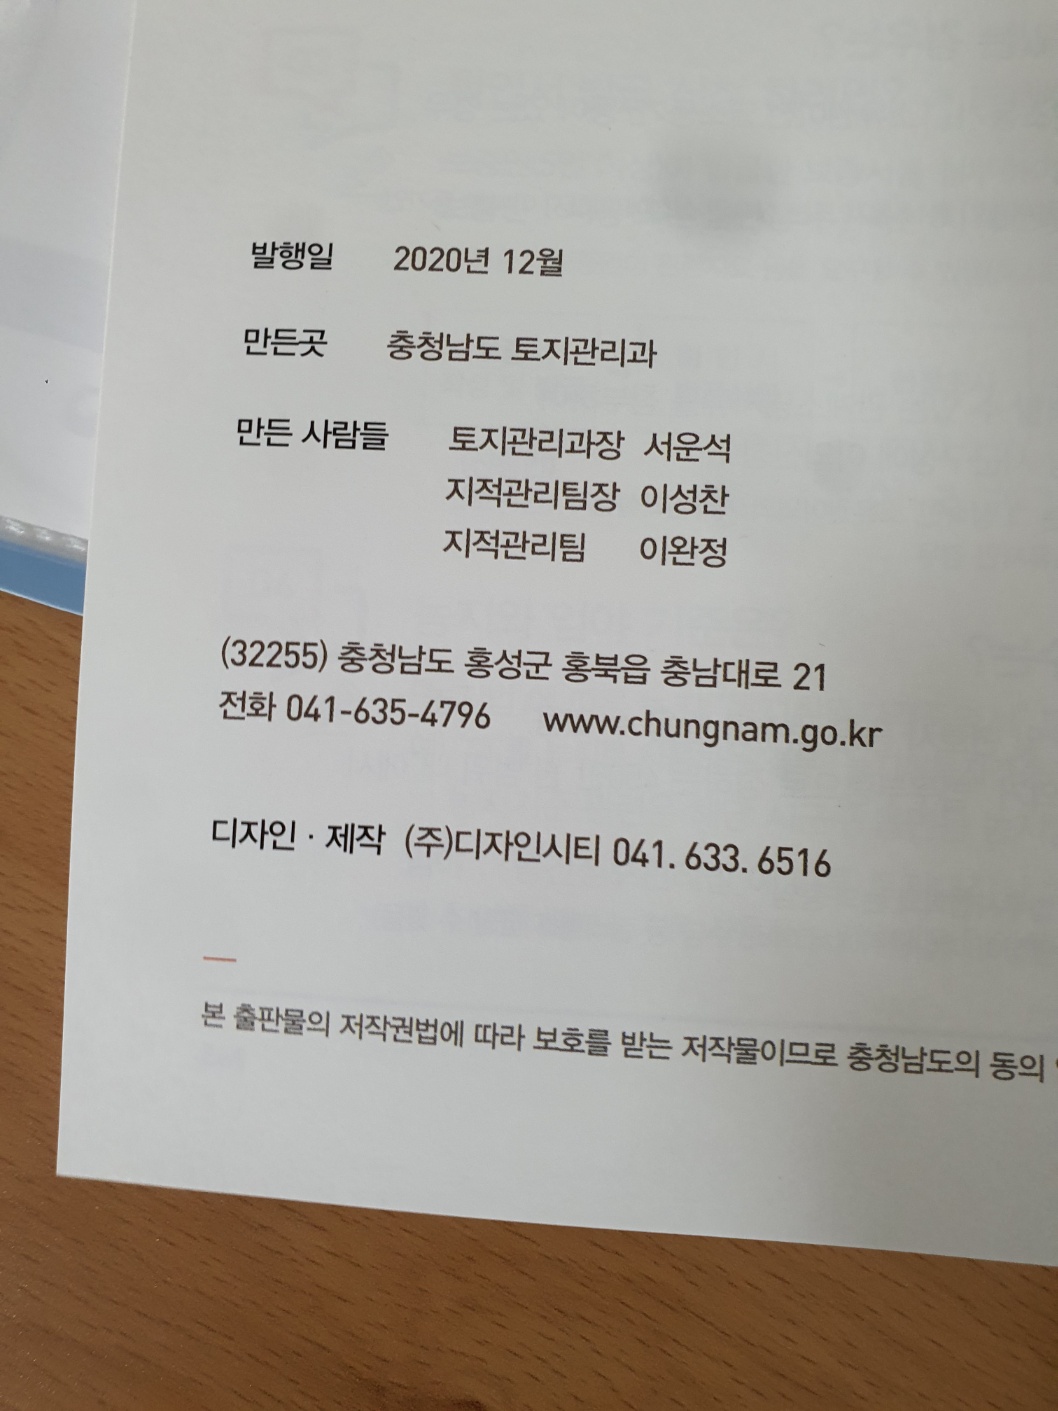 발행일 2020년 12월
만든곳 충청남도 토지관리과
만든 사람들 토지관리과장 서운석
지적관리팀장 이성찬
지적관리팀 이완정
(32255) 충청남도 홍성군 홍북읍 충남대로 21
전화 041-635-4796 www.chungnam.go.kr
디자인 · 제작 (주)디자인시티 041. 633. 6516
본 출판물의 저작권법에 따라 보호를 받는 저작물이므로 충청남도의 동의